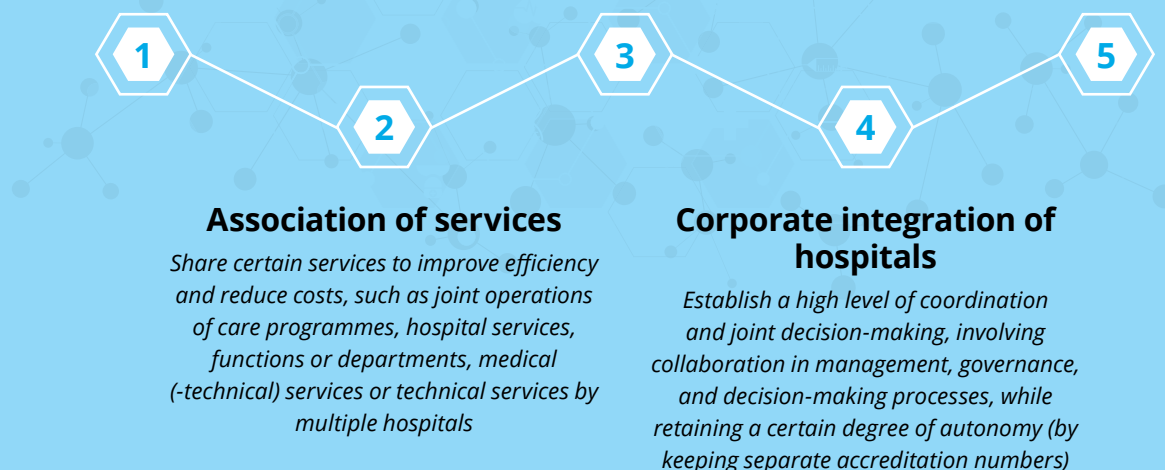 1
2
3
4
5
Association of services
Share certain services to improve efficiency
and reduce costs, such as joint operations
of care programmes, hospital services,
functions or departments, medical
(-technical) services or technical services by
multiple hospitals
Corporate integration of
hospitals
Establish a high level of coordination
and joint decision-making, involving
collaboration in management, governance,
and decision-making processes, while
retaining a certain degree of autonomy (by
keeping separate accreditation numbers)